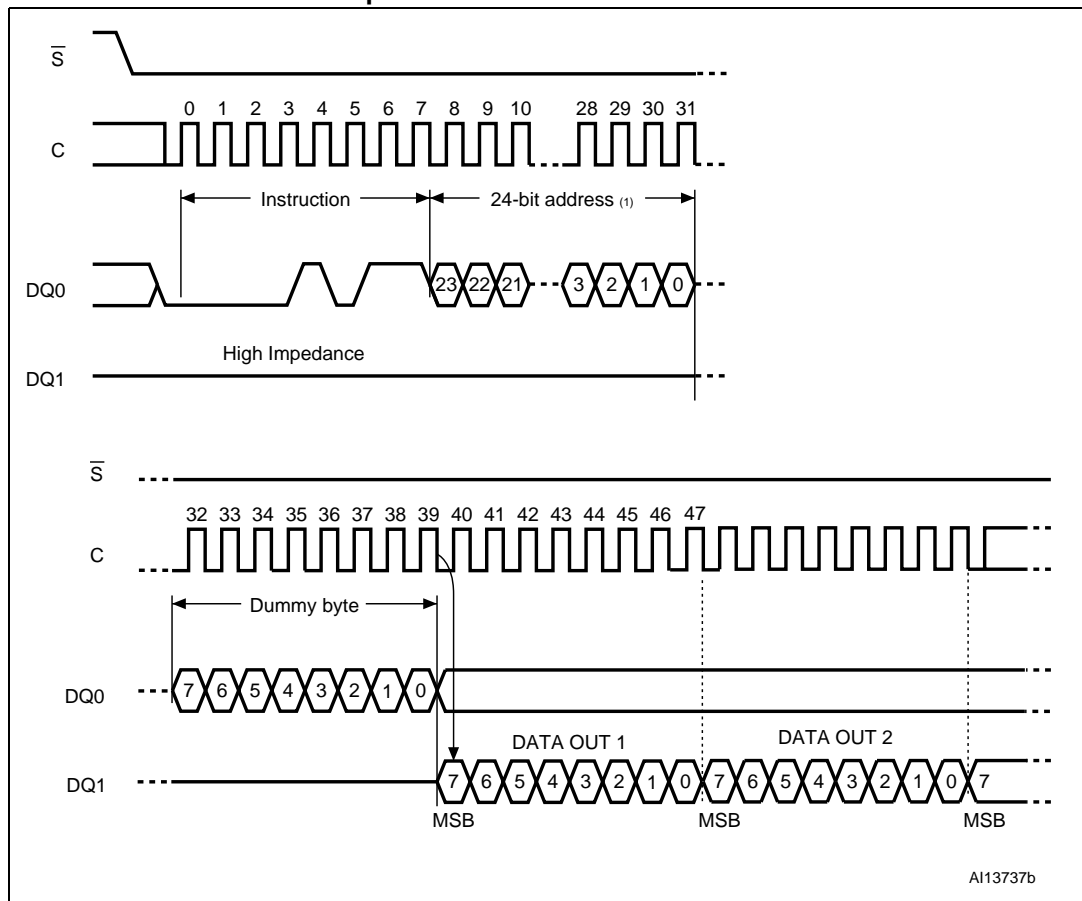 S
0 1 2 3 4 5 6 7 8 9 10 28 29 30 31
C
Instruction 24-bit address (1)
DQ0 23 22 21 3 2 1 0
High Impedance
DQ1
S
32 33 34 35 36 37 38 39 40 41 42 43 44 45 46 47
C
Dummy byte
DQ0 7 6 5 4 3 2 1 0
DATA OUT 1 DATA OUT 2
DQ1 7 6 5 4 3 2 1 0 7 6 5 4 3 2 1 0 7
MSB MSB MSB
AI13737b